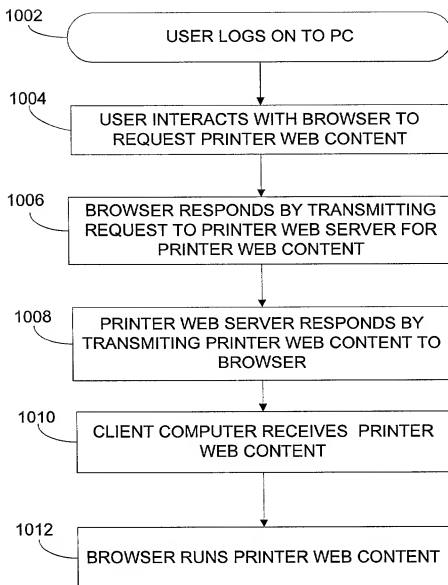 1002
USER LOGS ON TO PC
1004
USER INTERACTS WITH BROWSER TO
REQUEST PRINTER WEB CONTENT
1006
BROWSER RESPONDS BY TRANSMITTING
REQUEST TO PRINTER WEB SERVER FOR
PRINTER WEB CONTENT
1008
PRINTER WEB SERVER RESPONDS BY
TRANSMITING PRINTER WEB CONTENT TO
BROWSER
1010
CLIENT COMPUTER RECEIVES PRINTER
WEB CONTENT
1012
BROWSER RUNS PRINTER WEB CONTENT